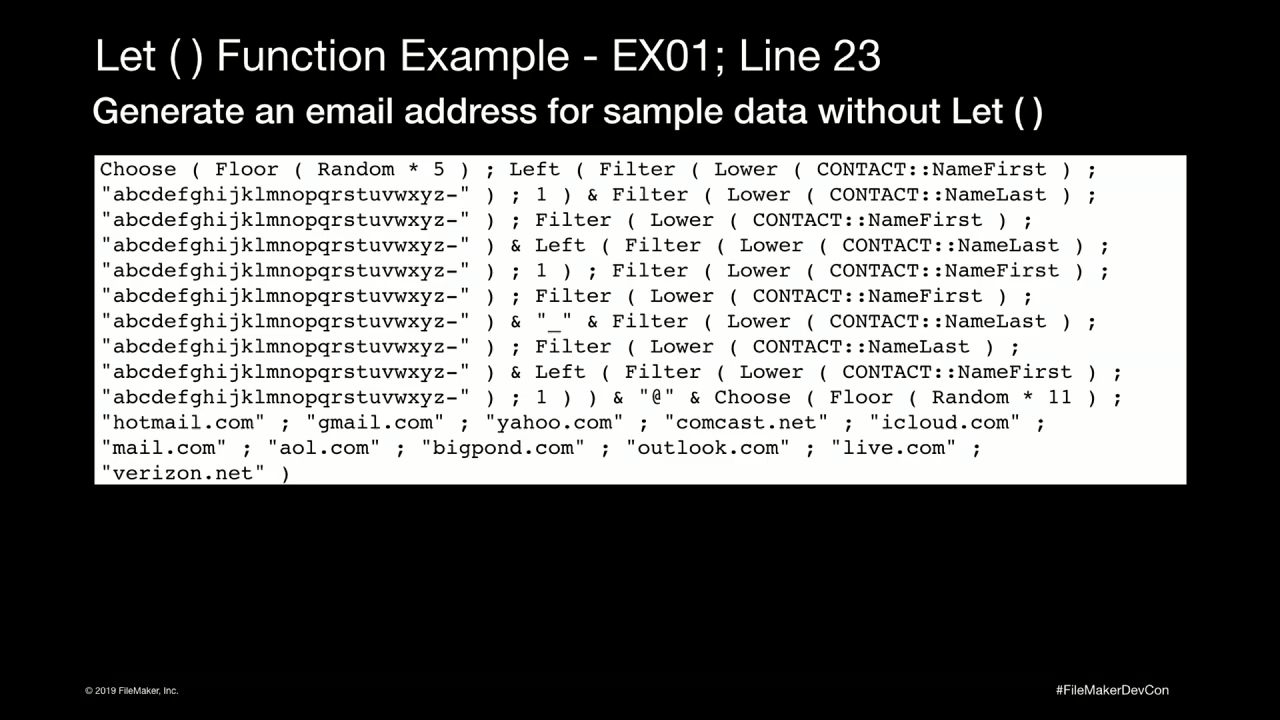 Let ( ) Function Example - EX01; Line 23
Generate an email address for sample data without Let ( )
Choose ( Floor ( Random * 5 ) ; Left ( Filter ( Lower ( CONTACT::NameFirst ) ;
"abcdefghijklmnopqrstuvwxyz-" ) ; 1 ) & Filter ( Lower ( CONTACT::NameLast ) ;
"abcdefghijklmnopqrstuvwxyz-" ) ; Filter ( Lower ( CONTACT::NameFirst ) ;
"abcdefghijklmnopqrstuvwxyz-" ) & Left ( Filter ( Lower ( CONTACT::NameLast ) ;
"abcdefghijklmnopqrstuvwxyz-" ) ; 1 ) ; Filter ( Lower ( CONTACT::NameFirst ) ;
"abcdefghijklmnopqrstuvwxyz-" ) ; Filter ( Lower ( CONTACT::NameFirst ) ;
"abcdefghijklmnopqrstuvwxyz-" ) & "_" & Filter ( Lower ( CONTACT::NameLast ) ;
"abcdefghijklmnopqrstuvwxyz-" ) ; Filter ( Lower ( CONTACT::NameLast ) ;
"abcdefghijklmnopqrstuvwxyz-" ) & Left ( Filter ( Lower ( CONTACT::NameFirst ) ;
"abcdefghijklmnopqrstuvwxyz-" ) ; 1 ) ) & "@" & Choose ( Floor ( Random * 11 ) ;
"hotmail.com" ; "gmail.com" ; "yahoo.com" ; "comcast.net" ; "icloud.com" ;
"mail.com" ; "aol.com" ; "bigpond.com" ; "outlook.com" ; "live.com" ;
"verizon.net" )
© 2019 FileMaker, Inc.
#FileMakerDevCon